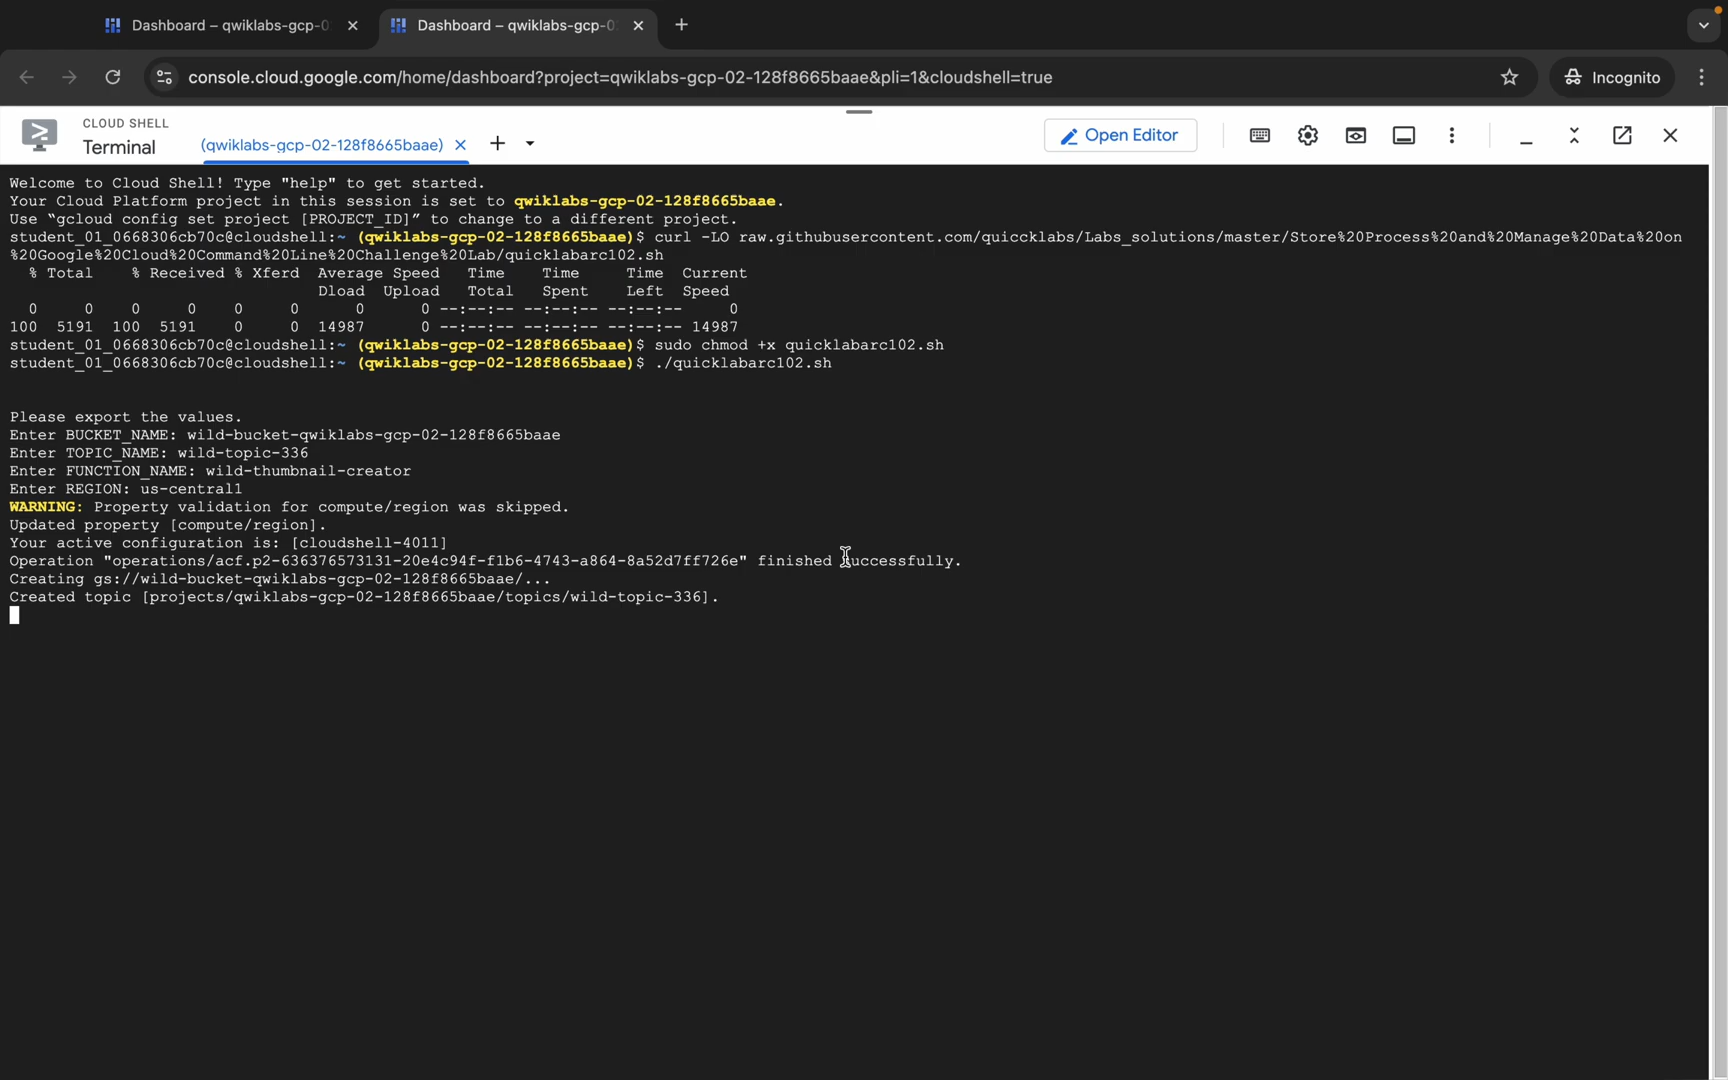 Dashboard – qwiklabs-gcp-0
Dashboard – qwiklabs-gcp-0
console.cloud.google.com/home/dashboard?project=qwiklabs-gcp-02-128f8665baae&pli=1&cloudshell=true
Incognito
CLOUD SHELL
Terminal
(qwiklabs-gcp-02-128f8665baae)
Open Editor
Welcome to Cloud Shell! Type "help" to get started.
Your Cloud Platform project in this session is set to qwiklabs-gcp-02-128f8665baae.
Use “gcloud config set project [PROJECT_ID]” to change to a different project.
student_01_0668306cb70c@cloudshell:~ (qwiklabs-gcp-02-128f8665baae)$ curl -LO raw.githubusercontent.com/quiccklabs/Labs_solutions/master/Store%20Process%20and%20Manage%20Data%20on
%20Google%20Cloud%20Command%20Line%20Challenge%20Lab/quicklabarc102.sh
% Total % Received % Xferd Average Speed Time Time Time Current
Dload Upload Total Spent Left Speed
0 0 0 0 0 0 0 0 --:--:-- --:--:-- --:--:-- 0
100 5191 100 5191 0 0 14987 0 --:--:-- --:--:-- --:--:-- 14987
student_01_0668306cb70c@cloudshell:~ (qwiklabs-gcp-02-128f8665baae)$ sudo chmod +x quicklabarc102.sh
student_01_0668306cb70c@cloudshell:~ (qwiklabs-gcp-02-128f8665baae)$ ./quicklabarc102.sh
Please export the values.
Enter BUCKET_NAME: wild-bucket-qwiklabs-gcp-02-128f8665baae
Enter TOPIC_NAME: wild-topic-336
Enter FUNCTION_NAME: wild-thumbnail-creator
Enter REGION: us-central1
WARNING: Property validation for compute/region was skipped.
Updated property [compute/region].
Your active configuration is: [cloudshell-4011]
Operation "operations/acf.p2-636376573131-20e4c94f-f1b6-4743-a864-8a52d7ff726e" finished successfully.
Creating gs://wild-bucket-qwiklabs-gcp-02-128f8665baae/...
Created topic [projects/qwiklabs-gcp-02-128f8665baae/topics/wild-topic-336].